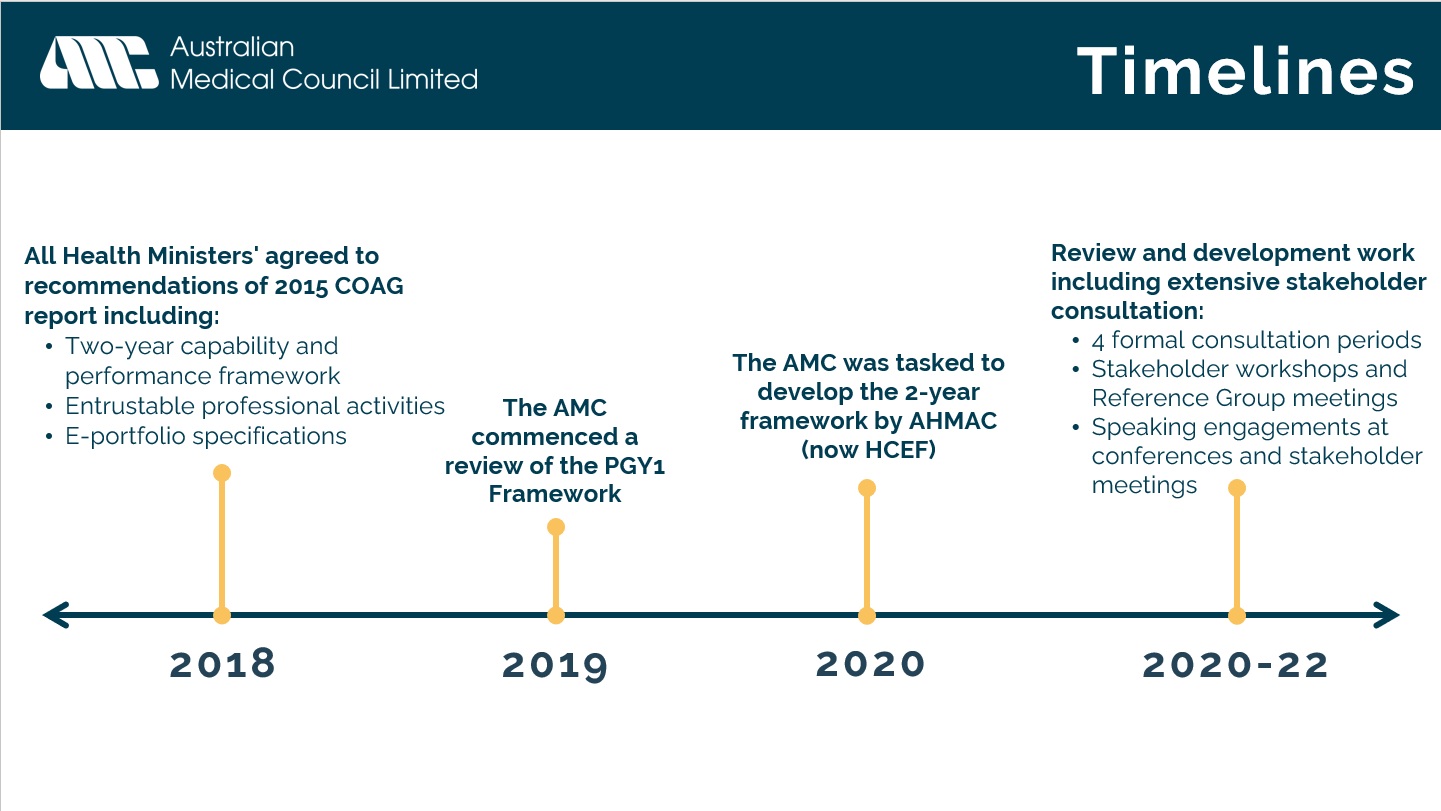 Australian
Medical Council Limited
Timelines
All Health Ministers' agreed to
recommendations of 2015 COAG
report including:
• Two-year capability and
performance framework
• Entrustable professional activities
• E-portfolio specifications
The AMC
commenced a
review of the PGY1
Framework
The AMC was tasked to
develop the 2-year
framework by AHMAC
(now HCEF)
Review and development work
including extensive stakeholder
consultation:
• 4 formal consultation periods
• Stakeholder workshops and
Reference Group meetings
• Speaking engagements at
conferences and stakeholder
meetings
2018
2019
2020
2020-22